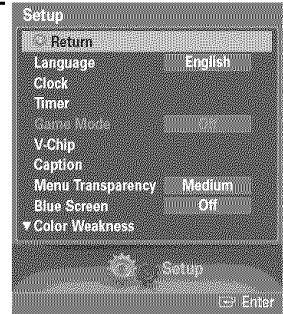 Setup
Return
Language English
Clock
Timer
Game Mode Off
V-Chip
Caption
Menu Transparency Medium
Blue Screen Off
▼Color Weakness
Setup
Enter